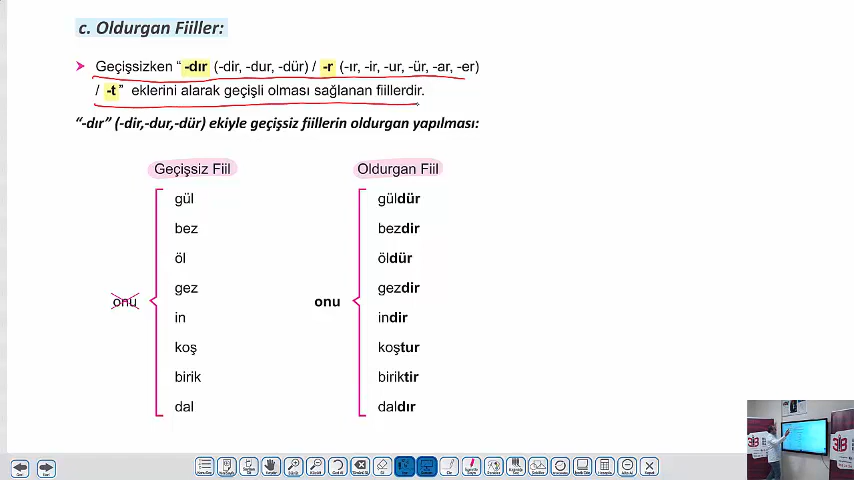 c. Oldurgan Fiiller:
Geçişsizken “ -dır (-dir, -dur, -dür) / -r (-ır, -ir, -ur, -ür, -ar, -er)
/ -t ” eklerini alarak geçişli olması sağlanan fiillerdir.
“-dır” (-dir,-dur,-dür) ekiyle geçişsiz fiillerin oldurgan yapılması:
Geçişsiz Fiil Oldurgan Fiil
gül güldür
bez bezdir
öl öldür
gez gezdir
onu onu
in indir
koş koştur
birik biriktir
dal daldır